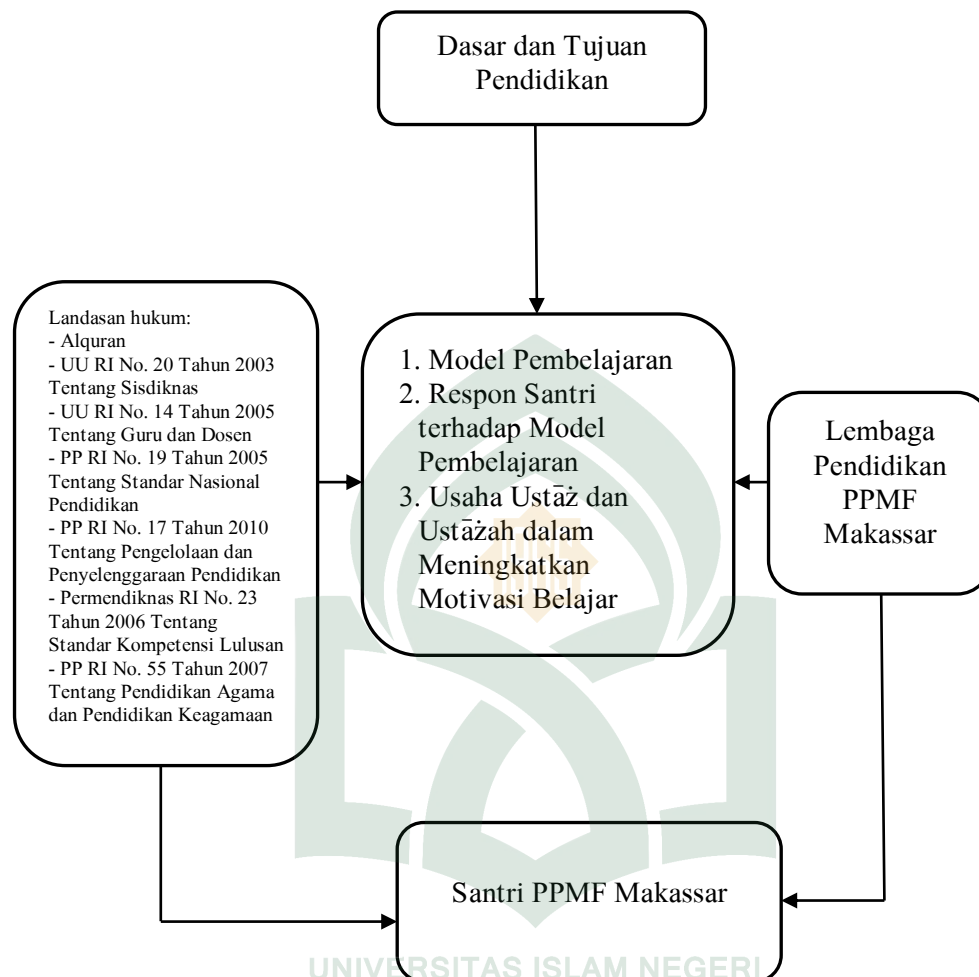 Dasar dan Tujuan
Pendidikan
Landasan hukum:
- Alquran
- UU RI No. 20 Tahun 2003
Tentang Sisdiknas
- UU RI No. 14 Tahun 2005
Tentang Guru dan Dosen
- PP RI No. 19 Tahun 2005
Tentang Standar Nasional
Pendidikan
- PP RI No. 17 Tahun 2010
Tentang Pengelolaan dan
Penyelenggaraan Pendidikan
- Permendiknas RI No. 23
Tahun 2006 Tentang
Standar Kompetensi Lulusan
- PP RI No. 55 Tahun 2007
Tentang Pendidikan Agama
dan Pendidikan Keagamaan
1. Model Pembelajaran
2. Respon Santri
terhadap Model
Pembelajaran
3. Usaha Ustāż dan
Ustāżah dalam
Meningkatkan
Motivasi Belajar
Lembaga
Pendidikan
PPMF
Makassar
Santri PPMF Makassar
UNIVERSITAS ISLAM NEGERI